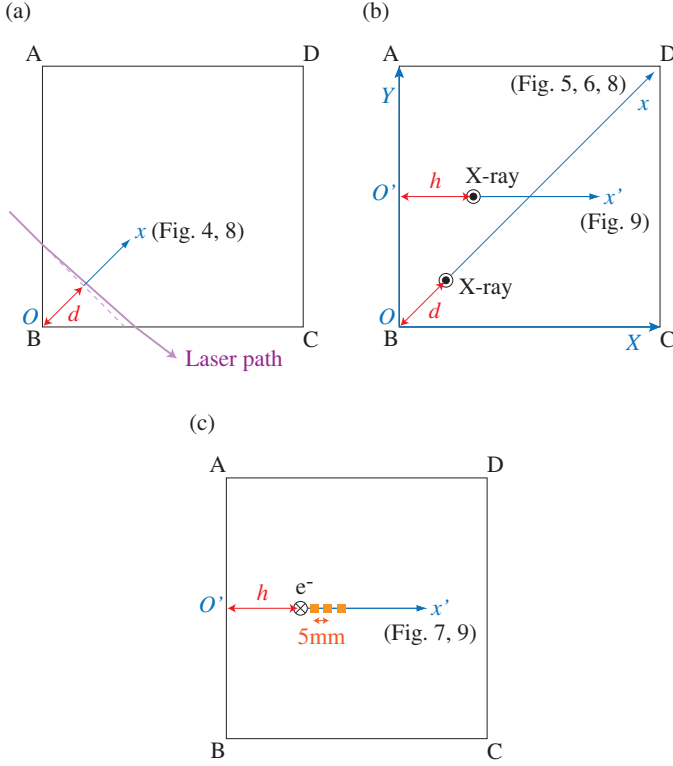 (a)
A
D
x (Fig. 4, 8)
O
d
B
C
Laser path
(b)
A
D
Y
(Fig. 5, 6, 8)
x
h
X-ray
O'
x'
(Fig. 9)
X-ray
O
d
B
X
C
(c)
A
D
e-
h
O'
x'
5mm
(Fig. 7, 9)
B
C